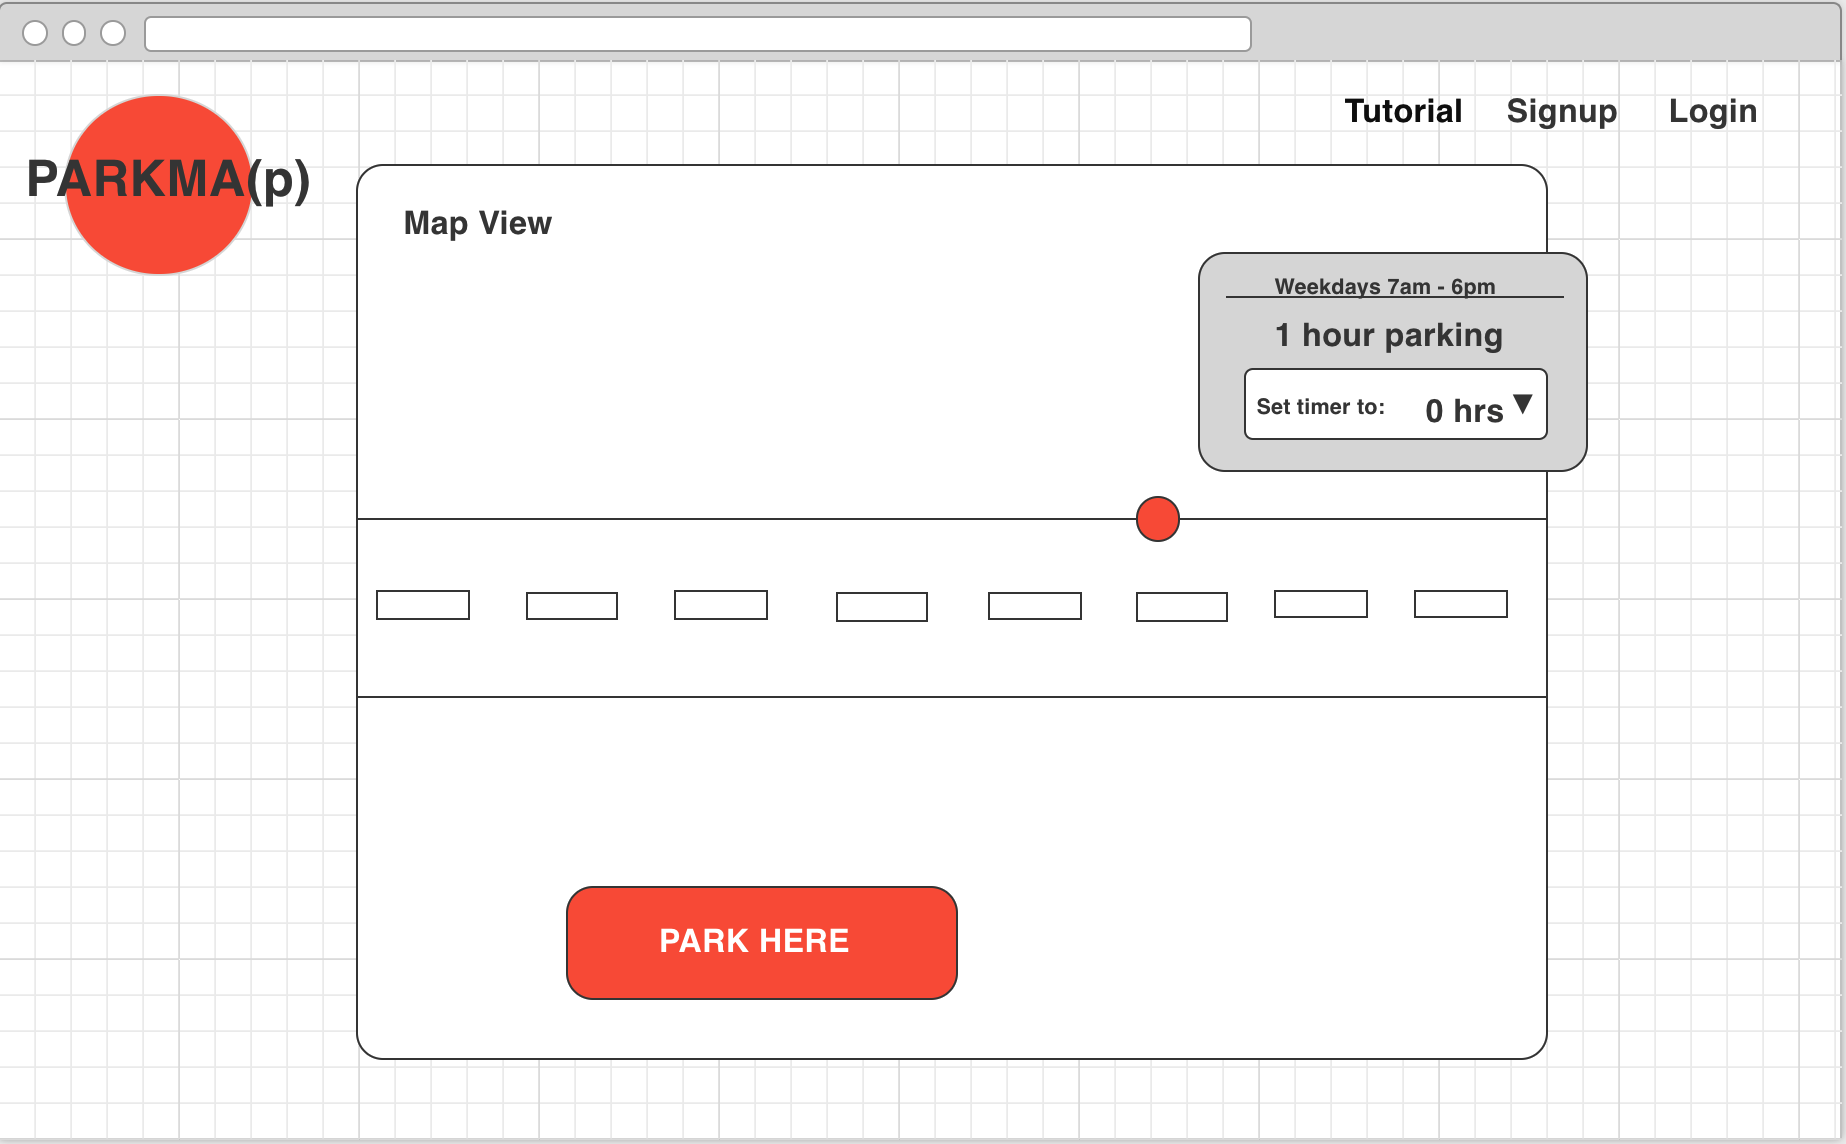 Tutorial Signup Login
PARKMA(p)
Map View
Weekdays 7am - 6pm
1 hour parking
Set timer to: 0 hrs
PARK HERE